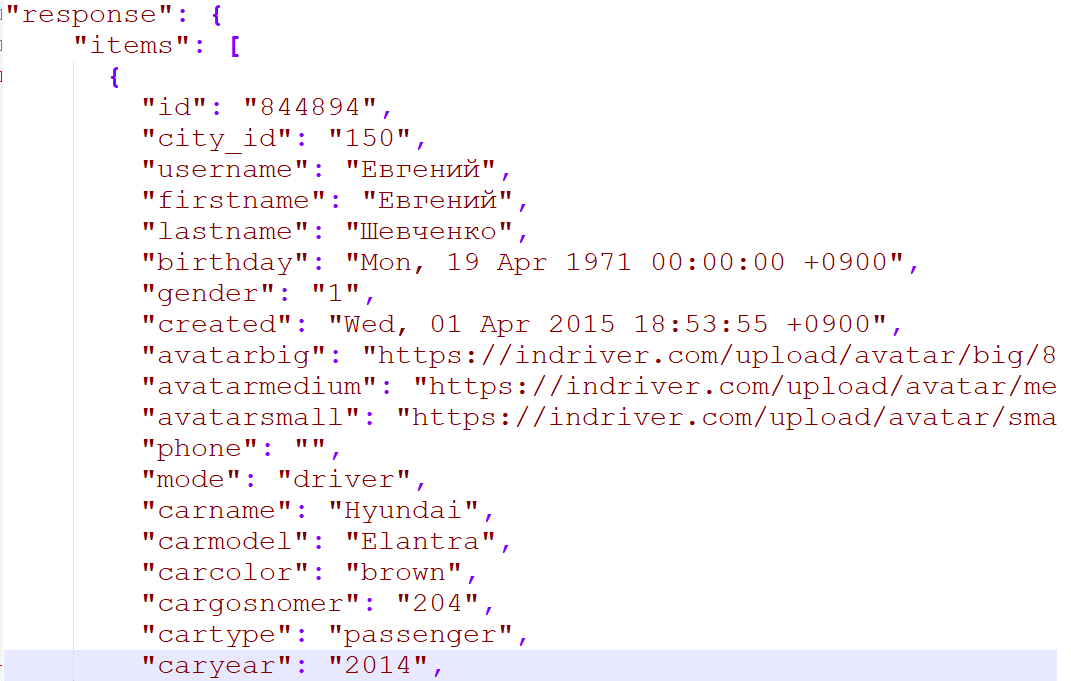 "response": {
"items": [
{
"id": "844894",
"city_id": "150",
"username": "Евгений",
"firstname": "Евгений",
"lastname": "Шевченко",
"birthday": "Mon, 19 Apr 1971 00:00:00 +0900",
"gender": "1",
"created": "Wed, 01 Apr 2015 18:53:55 +0900",
"avatarbig": "https://indriver.com/upload/avatar/big/8
"avatarmedium": "https://indriver.com/upload/avatar/me
"avatarsmall": "https://indriver.com/upload/avatar/sma
"phone": "",
"mode": "driver",
"carname": "Hyundai",
"carmodel": "Elantra",
"carcolor": "brown",
"cargosnomer": "204",
"cartype": "passenger",
"caryear": "2014",